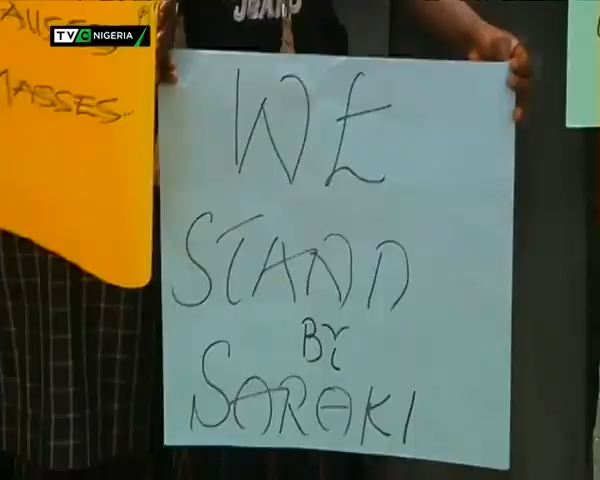 TVC NIGERIA
MASSES..
WE
STAND
BY
SARAKI